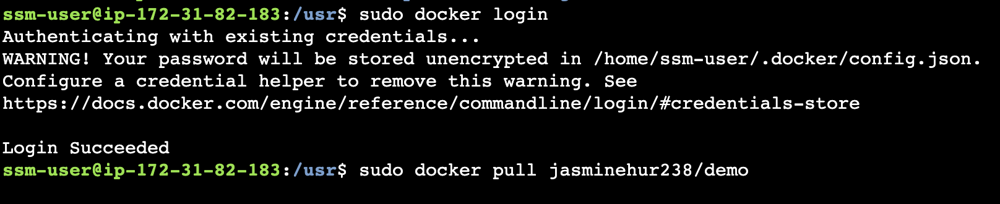 ssm-user@ip-172-31-82-183:/usr$ sudo docker login
Authenticating with existing credentials...
WARNING! Your password will be stored unencrypted in /home/ssm-user/.docker/config.json.
Configure a credential helper to remove this warning. See
https://docs.docker.com/engine/reference/commandline/login/#credentials-store
Login Succeeded
ssm-user@ip-172-31-82-183:/usr$ sudo docker pull jasminehur238/demo